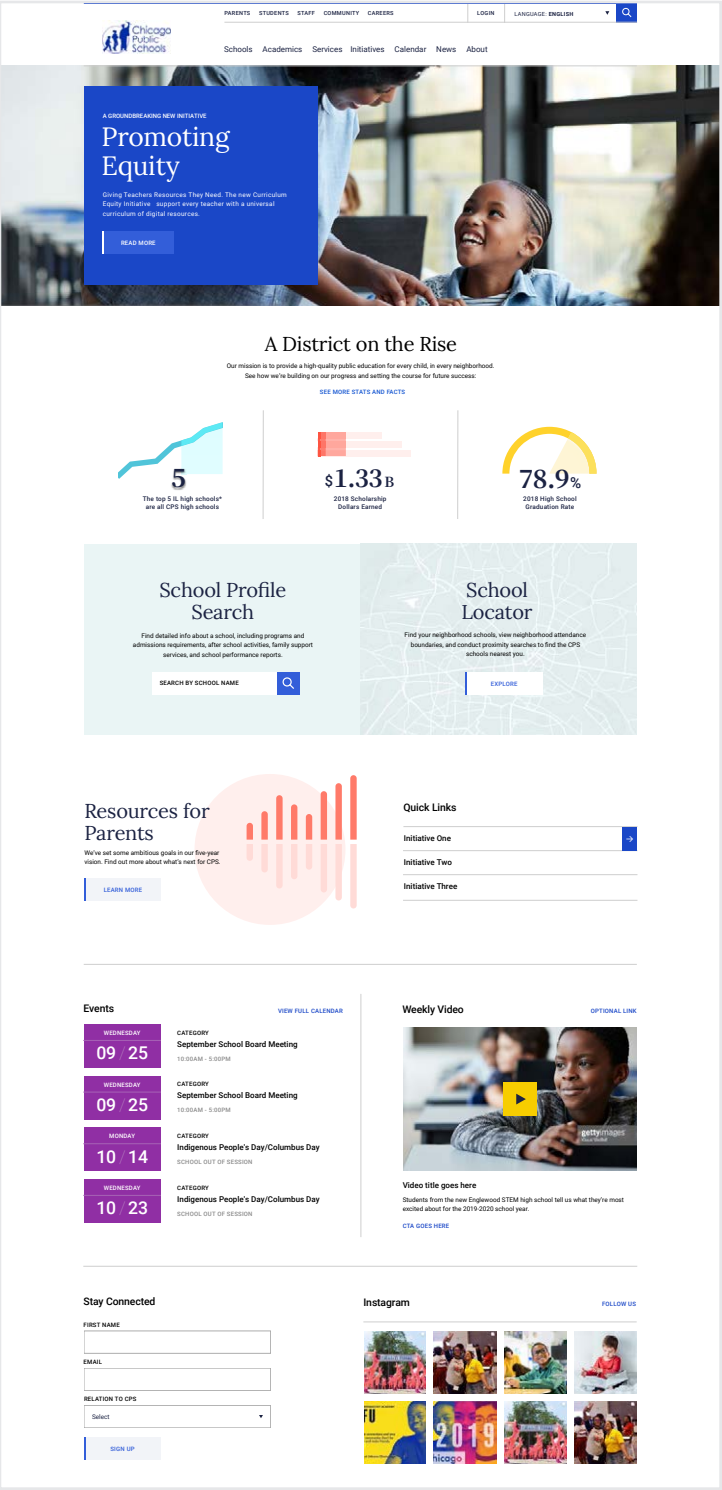 PARENTS STUDENTS STAFF COMMUNITY CAREERS
LOGIN
LANGUAGE: ENGLISH
Chicago
Public
Schools
Schools Academics Services Initiatives Calendar News About
A GROUNDBREAKING NEW INITIATIVE
Promoting
Equity
Giving Teachers Resources They Need. The new Curriculum
Equity Initiative support every teacher with a universal
curriculum of digital resources.
READ MORE
A District on the Rise
Our mission is to provide a high-quality public education for every child, in every neighborhood.
See how we're building on our progress and setting the course for future success:
SEE MORE STATS AND FACTS
5
The top 5 IL high schools*
are all CPS high schools
$1.33B
2018 Scholarship
Dollars Earned
78.9%
2018 High School
Graduation Rate
School Profile
Search
Find detailed info about a school, including programs and
admissions requirements, after school activities, family support
services, and school performance reports.
SEARCH BY SCHOOL NAME
School
Locator
Find your neighborhood schools, view neighborhood attendance
boundaries, and conduct proximity searches to find the CPS
schools nearest you.
EXPLORE
Resources for
Parents
We've set some ambitious goals in our five-year
vision. Find out more about what's next for CPS.
LEARN MORE
Quick Links
Initiative One
Initiative Two
Initiative Three
Events
VIEW FULL CALENDAR
WEDNESDAY
09 / 25
CATEGORY
September School Board Meeting
10:00AM - 5:00PM
WEDNESDAY
09 / 25
CATEGORY
September School Board Meeting
10:00AM - 5:00PM
MONDAY
10 / 14
CATEGORY
Indigenous People's Day/Columbus Day
SCHOOL OUT OF SESSION
WEDNESDAY
10 / 23
CATEGORY
Indigenous People's Day/Columbus Day
SCHOOL OUT OF SESSION
Weekly Video
OPTIONAL LINK
gettyimages
Video title goes here
Students from the new Englewood STEM high school tell us what they're most
excited about for the 2019-2020 school year.
CTA GOES HERE
Stay Connected
FIRST NAME
EMAIL
RELATION TO CPS
Select
SIGN UP
Instagram
FOLLOW US
FU
2019
hicago